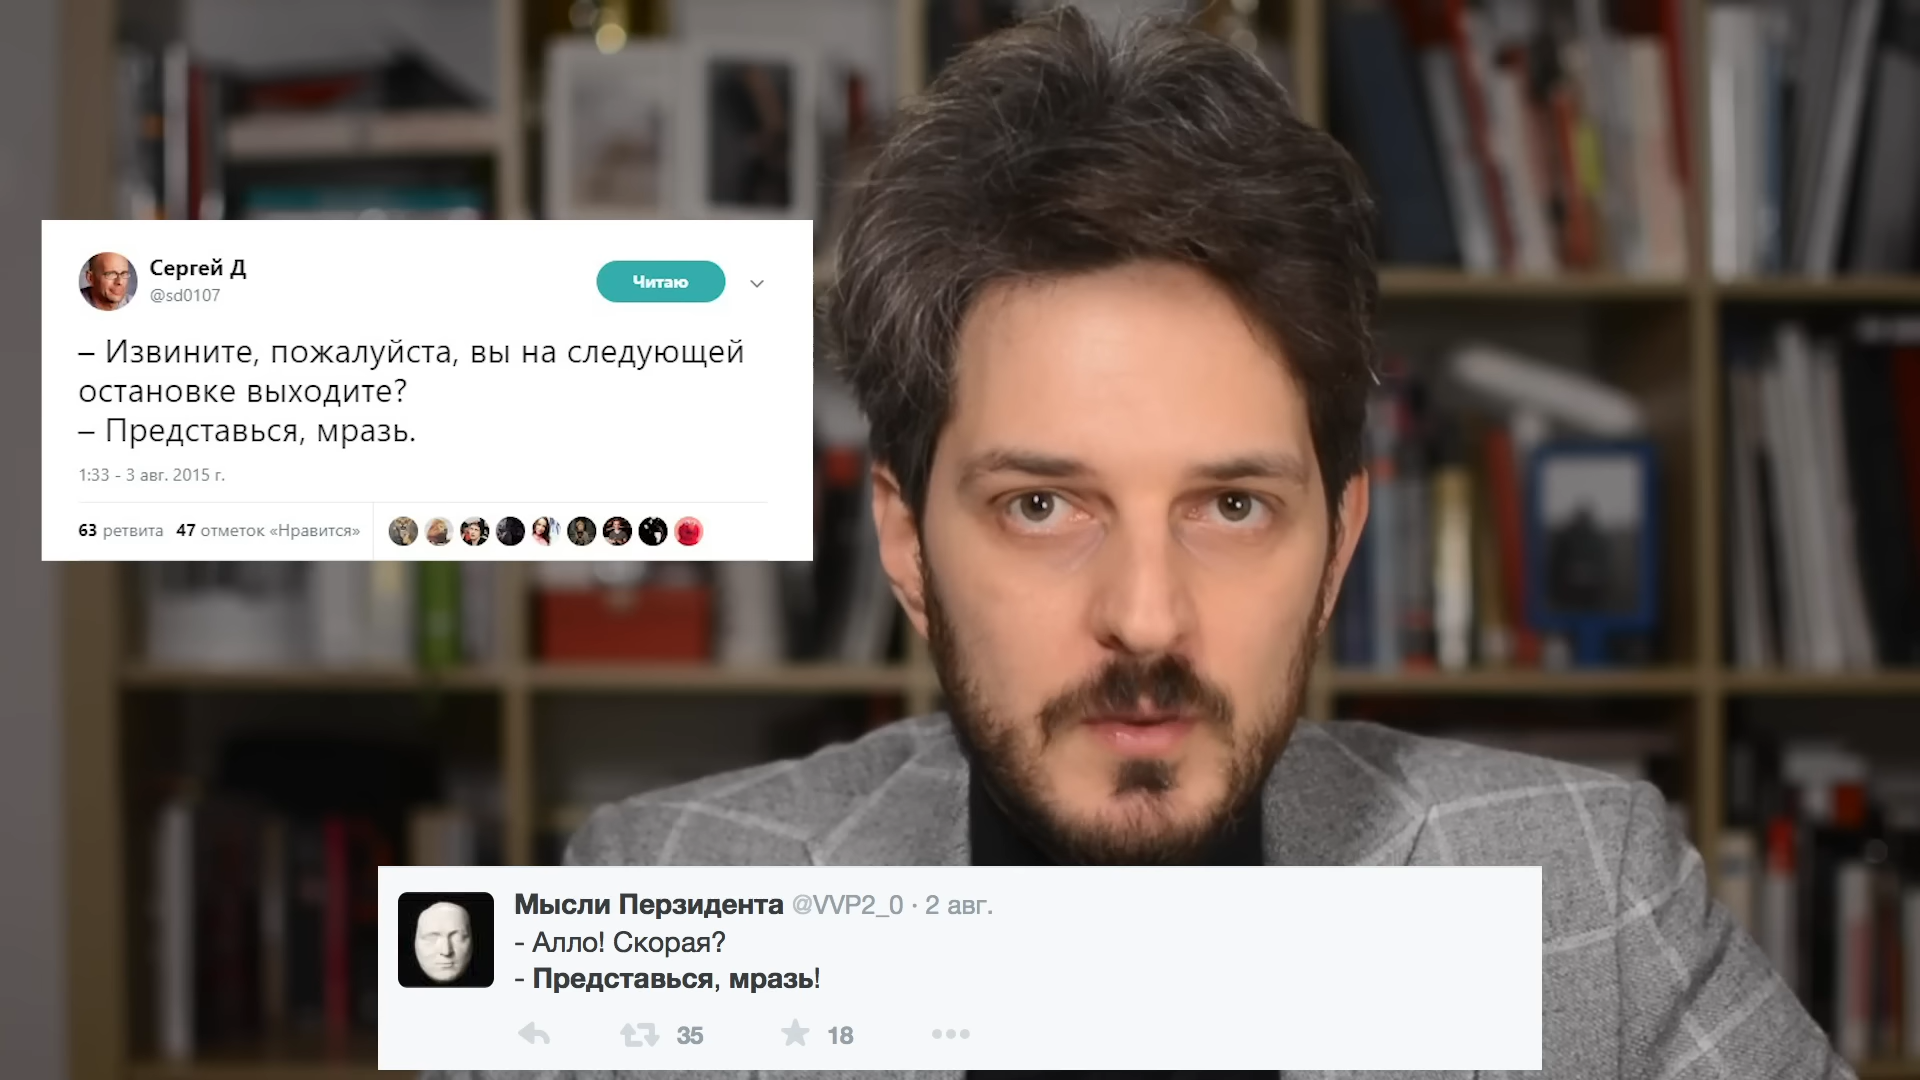 Сергей Д
@sd0107
Читаю
– Извините, пожалуйста, вы на следующей
остановке выходите?
– Представься, мразь.
1:33 - 3 авг. 2015 г.
63 ретвита 47 отметок «Нравится»
Мысли Перзидента @VVP2_0 · 2 авг.
- Алло! Скорая?
- Представься, мразь!
35 18